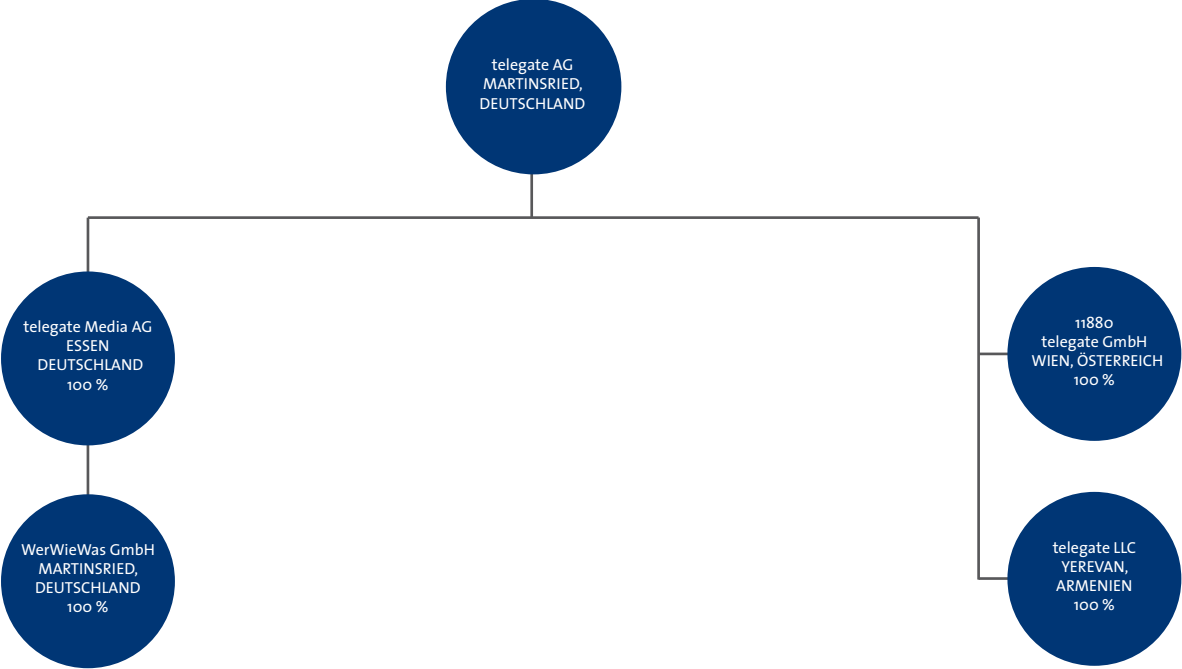 telegate AG
MARTINSRIED,
DEUTSCHLAND
telegate Media AG
ESSEN
DEUTSCHLAND
100 %
11880
telegate GmbH
WIEN, ÖSTERREICH
100 %
WerWieWas GmbH
MARTINSRIED,
DEUTSCHLAND
100 %
telegate LLC
YEREVAN,
ARMENIEN
100 %